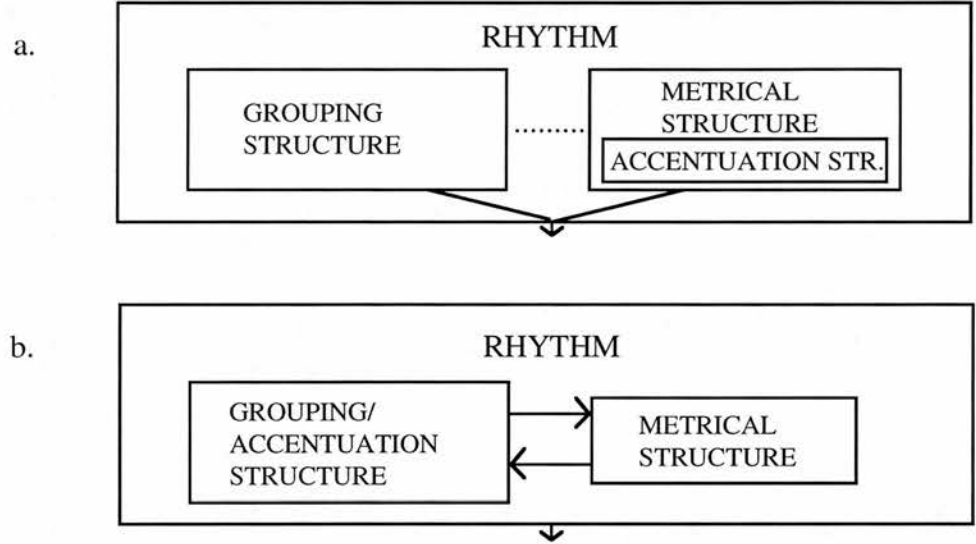 a.
RHYTHM
GROUPING
STRUCTURE
METRICAL
STRUCTURE
ACCENTUATION STR.
b.
RHYTHM
GROUPING/
ACCENTUATION
STRUCTURE
METRICAL
STRUCTURE